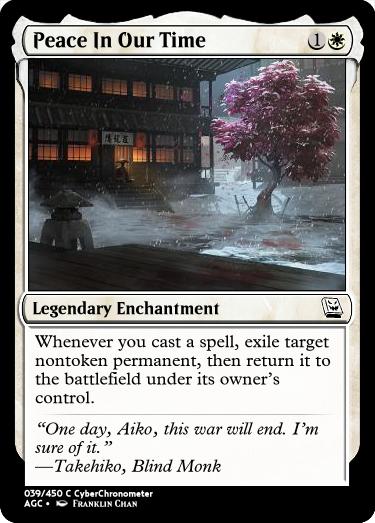 Peace In Our Time
1
Legendary Enchantment
Whenever you cast a spell, exile target
nontoken permanent, then return it to
the battlefield under its owner's
control.
“One day, Aiko, this war will end. I'm
sure of it.”
—Takehiko, Blind Monk
039/450 C CyberChronometer
AGC • Franklin Chan